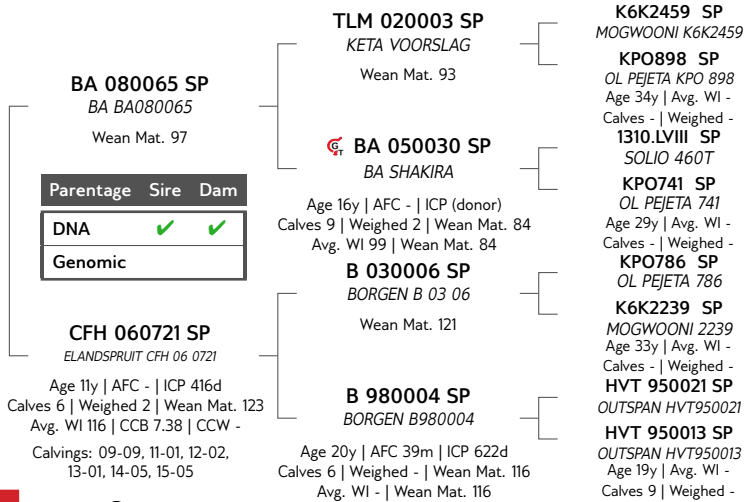 BA 080065 SP
BA BA080065
Wean Mat. 97
Parentage Sire Dam
DNA ✔ ✔
Genomic
CFH 060721 SP
ELANDSPRUIT CFH 06 0721
Age 11y | AFC - | ICP 416d
Calves 6 | Weighed 2 | Wean Mat. 123
Avg. WI 116 | CCB 7.38 | CCW -
Calvings: 09-09, 11-01, 12-02,
13-01, 14-05, 15-05
TLM 020003 SP
KETA VOORSLAG
Wean Mat. 93
GT BA 050030 SP
BA SHAKIRA
Age 16y | AFC - | ICP (donor)
Calves 9 | Weighed 2 | Wean Mat. 84
Avg. WI 99 | Wean Mat. 84
B 030006 SP
BORGEN B 03 06
Wean Mat. 121
B 980004 SP
BORGEN B980004
Age 20y | AFC 39m | ICP 622d
Calves 6 | Weighed - | Wean Mat. 116
Avg. WI - | Wean Mat. 116
K6K2459 SP
MOGWOONI K6K2459
KPO898 SP
OL PEJETA KPO 898
Age 34y | Avg. WI -
Calves - | Weighed -
1310.LVIII SP
SOLIO 460T
KPO741 SP
OL PEJETA 741
Age 29y | Avg. WI -
Calves - | Weighed -
KPO786 SP
OL PEJETA 786
K6K2239 SP
MOGWOONI 2239
Age 33y | Avg. WI -
Calves - | Weighed -
HVT 950021 SP
OUTSPAN HVT950021
HVT 950013 SP
OUTSPAN HVT950013
Age 19y | Avg. WI -
Calves 9 | Weighed -